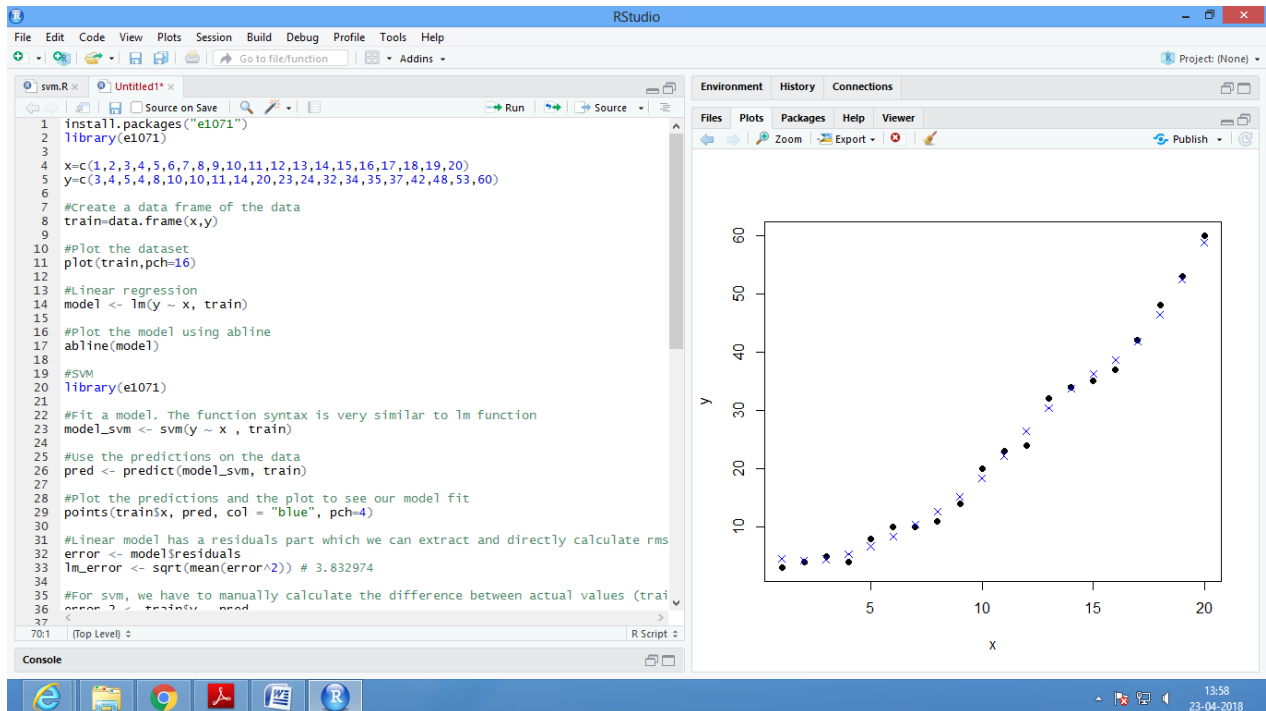 RStudio
File Edit Code View Plots Session Build Debug Profile Tools Help
Go to file/function Addins Project: (None)
svm.R Untitled1*
Source on Save Run Source
1 install.packages("e1071")
2 library(e1071)
3
4 x=c(1,2,3,4,5,6,7,8,9,10,11,12,13,14,15,16,17,18,19,20)
5 y=c(3,4,5,4,8,10,10,11,14,20,23,24,32,34,35,37,42,48,53,60)
6
7 #Create a data frame of the data
8 train=data.frame(x,y)
9
10 #Plot the dataset
11 plot(train,pch=16)
12
13 #Linear regression
14 model <- lm(y ~ x, train)
15
16 #Plot the model using abline
17 abline(model)
18
19 #SVM
20 library(e1071)
21
22 #Fit a model. The function syntax is very similar to lm function
23 model_svm <- svm(y ~ x , train)
24
25 #Use the predictions on the data
26 pred <- predict(model_svm, train)
27
28 #Plot the predictions and the plot to see our model fit
29 points(train$x, pred, col = "blue", pch=4)
30
31 #Linear model has a residuals part which we can extract and directly calculate rms
32 error <- model$residuals
33 lm_error <- sqrt(mean(error^2)) # 3.832974
34
35 #For svm, we have to manually calculate the difference between actual values (trai
36 error_2 <- train$y - pred
37
70:1 (Top Level) R Script
Console
Environment History Connections
Files Plots Packages Help Viewer
Zoom Export Publish
60
50
40
30
20
10
y
5 10 15 20
x
13:58
23-04-2018